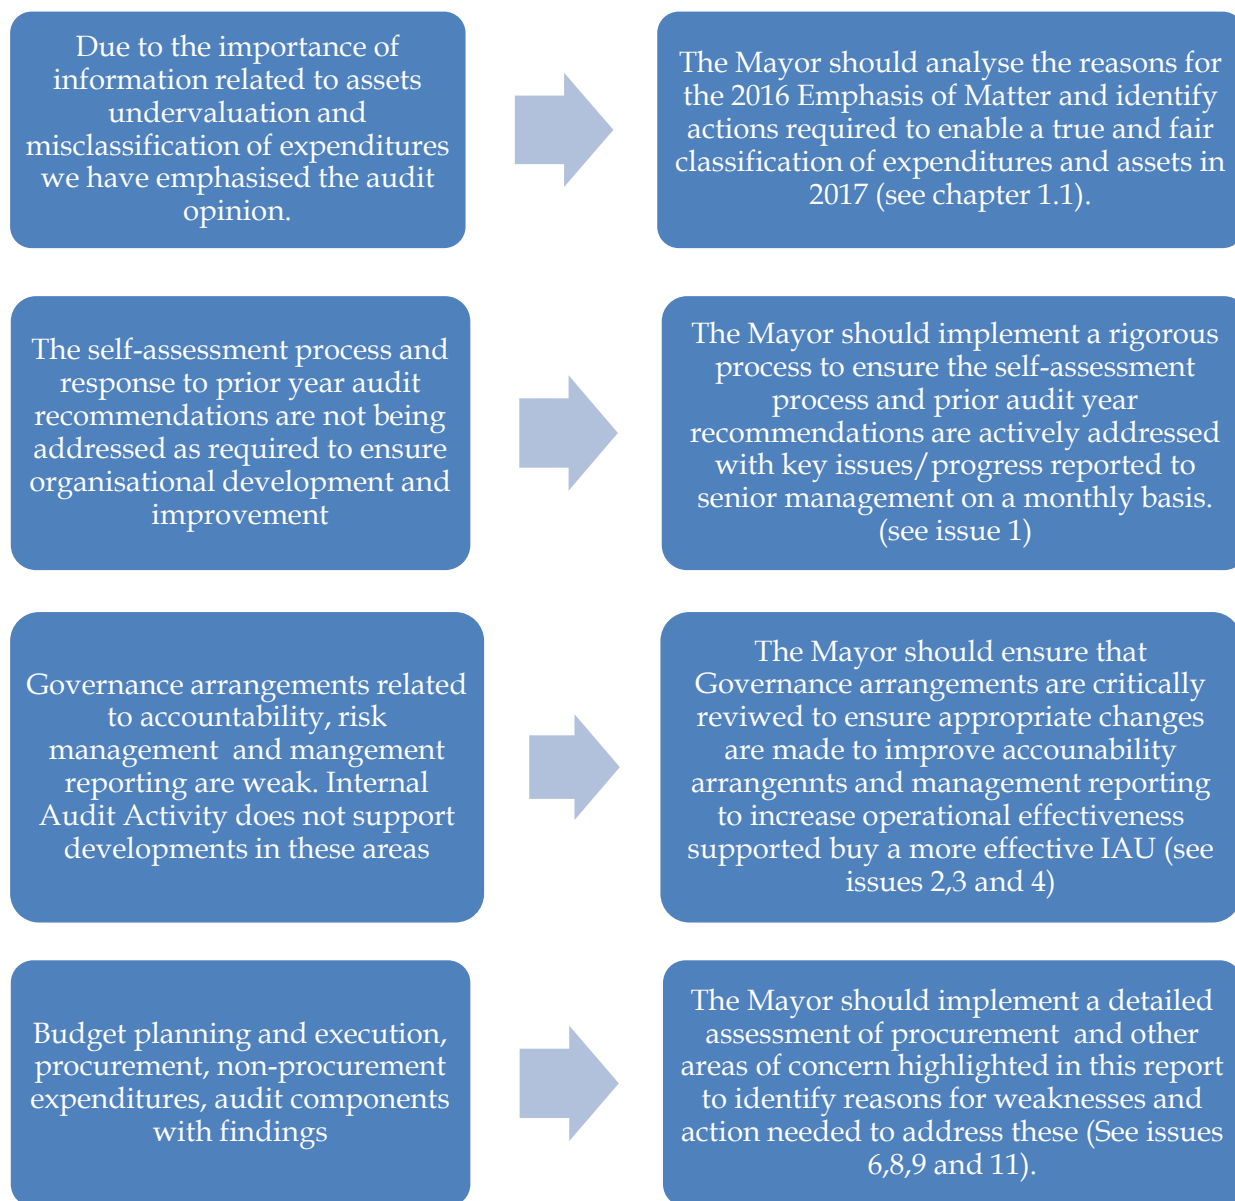 Due to the importance of
information related to assets
undervaluation and
misclassification of expenditures
we have emphasised the audit
opinion.
The Mayor should analyse the reasons for
the 2016 Emphasis of Matter and identify
actions required to enable a true and fair
classification of expenditures and assets in
2017 (see chapter 1.1).
The self-assessment process and
response to prior year audit
recommendations are not being
addressed as required to ensure
organisational development and
improvement
The Mayor should implement a rigorous
process to ensure the self-assessment
process and prior audit year
recommendations are actively addressed
with key issues/progress reported to
senior management on a monthly basis.
(see issue 1)
Governance arrangements related
to accountability, risk
management and mangement
reporting are weak. Internal
Audit Activity does not support
developments in these areas
The Mayor should ensure that
Governance arrangements are critically
reviwed to ensure appropriate changes
are made to improve accounability
arrangennts and management reporting
to increase operational effectiveness
supported buy a more effective IAU (see
issues 2,3 and 4)
Budget planning and execution,
procurement, non-procurement
expenditures, audit components
with findings
The Mayor should implement a detailed
assessment of procurement and other
areas of concern highlighted in this report
to identify reasons for weaknesses and
action needed to address these (See issues
6,8,9 and 11).